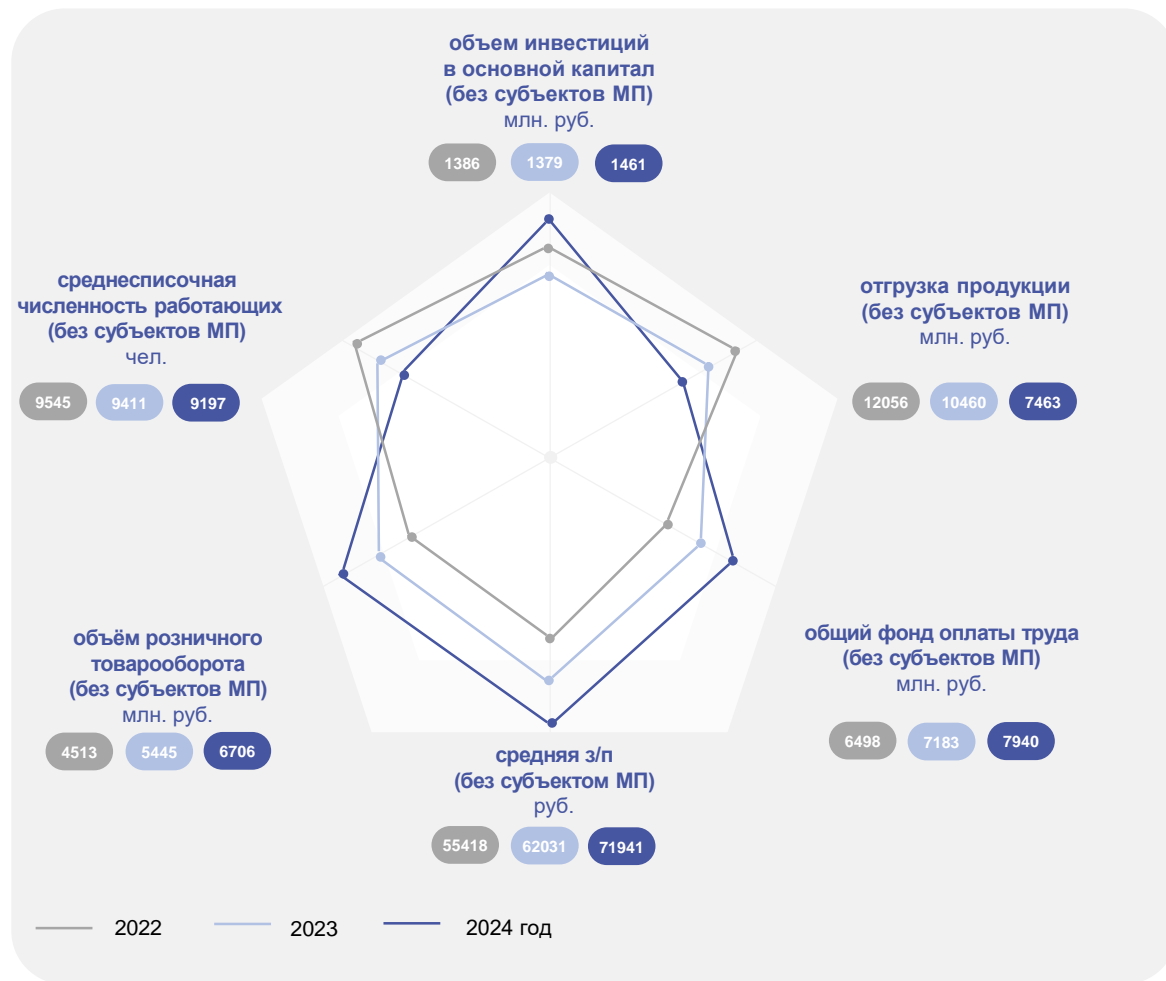 объем инвестиций
в основной капитал
(без субъектов МП)
млн. руб.
1386 1379 1461
среднесписочная
численность работающих
(без субъектов МП)
чел.
9545 9411 9197
отгрузка продукции
(без субъектов МП)
млн. руб.
12056 10460 7463
объём розничного
товарооборота
(без субъектов МП)
млн. руб.
4513 5445 6706
общий фонд оплаты труда
(без субъектов МП)
млн. руб.
6498 7183 7940
средняя з/п
(без субъектом МП)
руб.
55418 62031 71941
2022 2023 2024 год